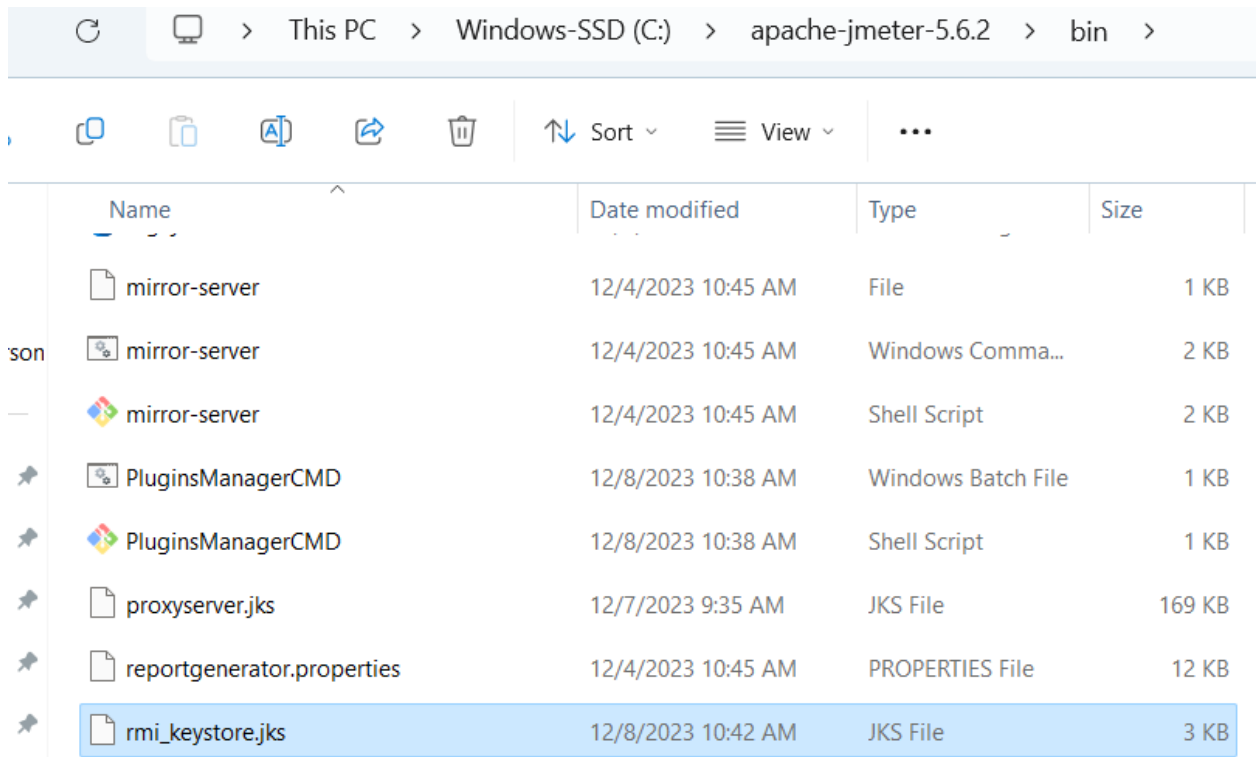 This PC > Windows-SSD (C:) > apache-jmeter-5.6.2 > bin >
Sort View
Name Date modified Type Size
mirror-server 12/4/2023 10:45 AM File 1 KB
son mirror-server 12/4/2023 10:45 AM Windows Comma... 2 KB
mirror-server 12/4/2023 10:45 AM Shell Script 2 KB
PluginsManagerCMD 12/8/2023 10:38 AM Windows Batch File 1 KB
PluginsManagerCMD 12/8/2023 10:38 AM Shell Script 1 KB
proxyserver.jks 12/7/2023 9:35 AM JKS File 169 KB
reportgenerator.properties 12/4/2023 10:45 AM PROPERTIES File 12 KB
rmi_keystore.jks 12/8/2023 10:42 AM JKS File 3 KB